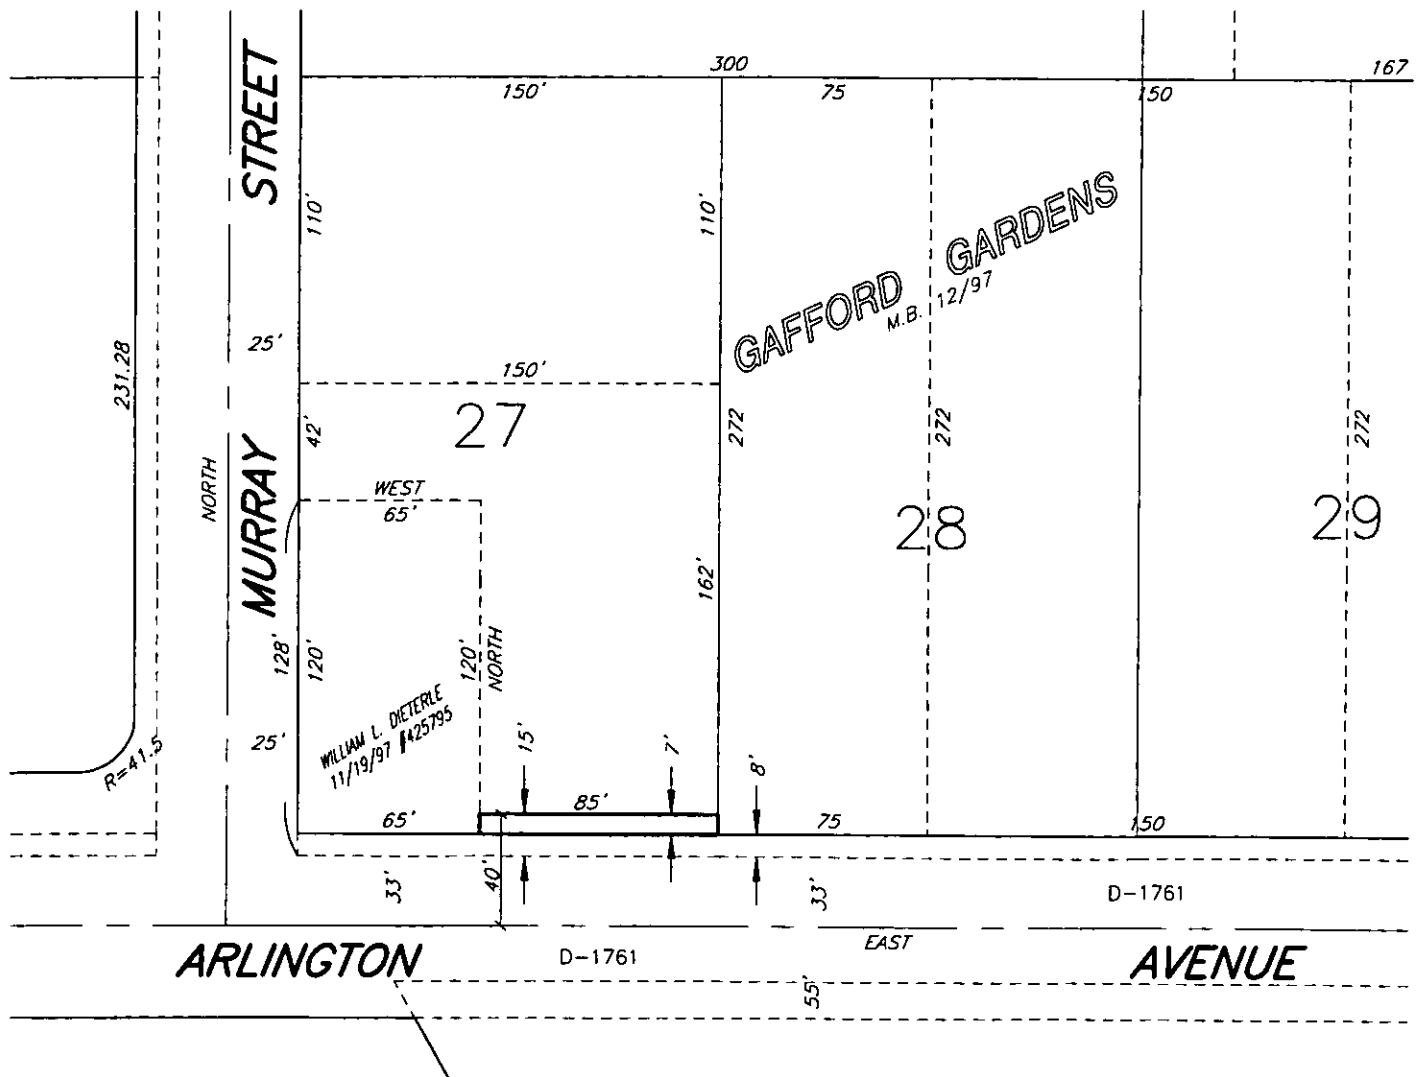 300
167
150'
75
150
STREET
110'
110'
GAFFORD GARDENS
M.B. 12/97
25'
231.28
150'
27
42'
272
272
272
NORTH
MURRAY
WEST
65'
28
29
162'
128'
120'
120'
NORTH
WILLIAM L. DIETERLE
11/19/97 #425795
25'
15'
7'
8'
R=41.5
85'
65'
75
150
33'
40'
33'
D-1761
ARLINGTON
D-1761
EAST
AVENUE
55'